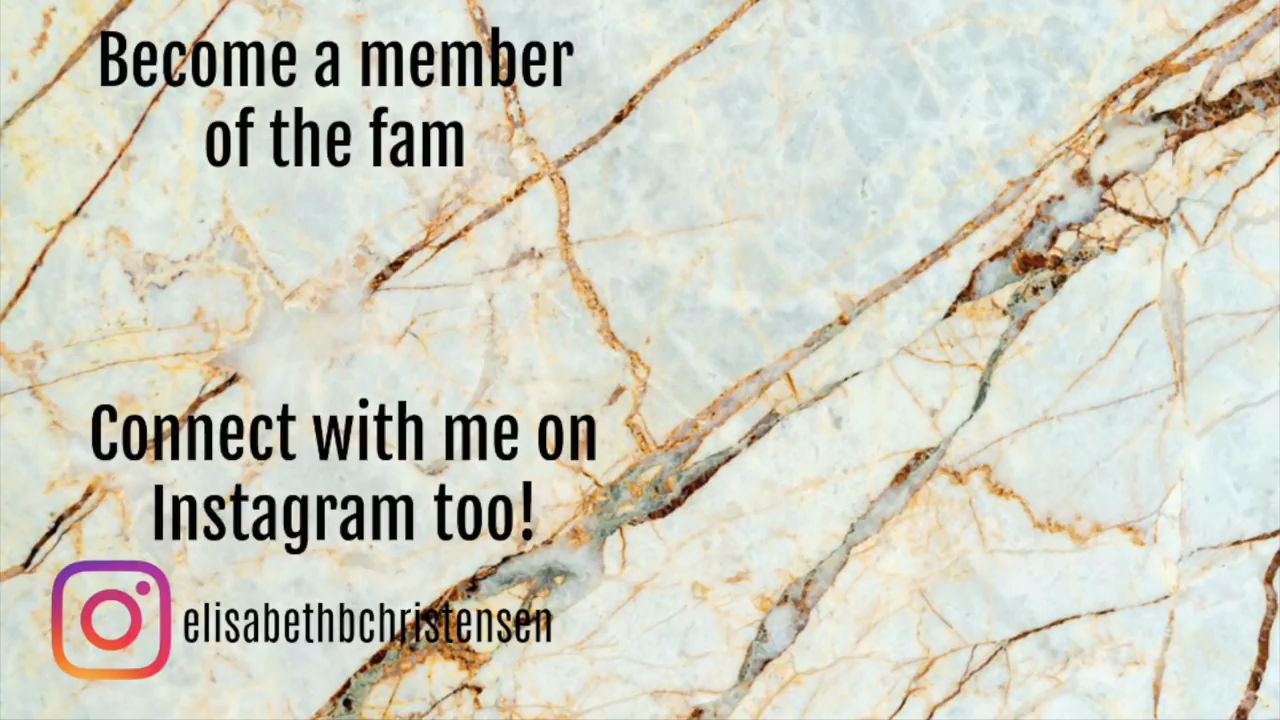 Become a member
of the fam
Connect with me on
Instagram too!
elisabethbchristensen